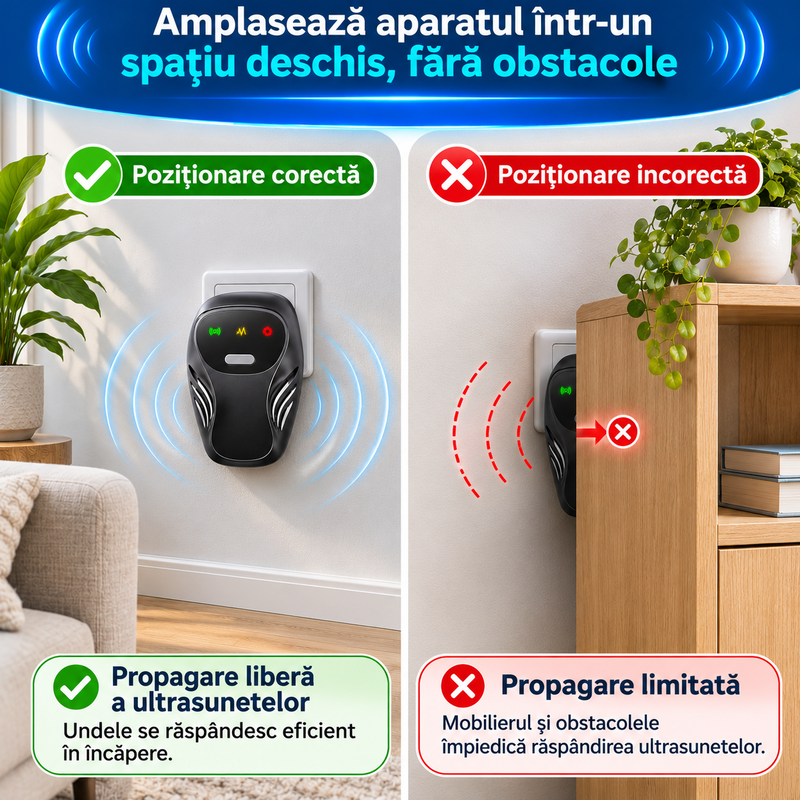 Amplasează aparatul într-un
spațiu deschis, fără obstacole
Poziționare corectă
Poziționare incorectă
Propagare liberă
a ultrasunetelor
Undele se răspândesc eficient
în încăpere.
Propagare limitată
Mobilierul și obstacolele
împiedică răspândirea ultrasunetelor.